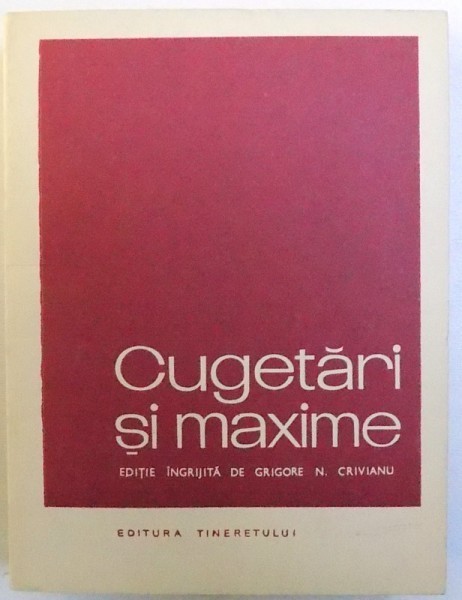 Cugetări
și maxime
EDIȚIE ÎNGRIJITĂ DE GRIGORE N. CRIVIANU
EDITURA TINERETULUI